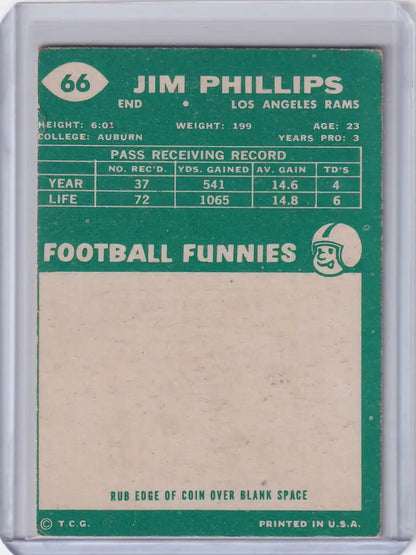 66
JIM PHILLIPS
END • LOS ANGELES RAMS
HEIGHT: 6:01 WEIGHT: 199 AGE: 23
COLLEGE: AUBURN YEARS PRO: 3
PASS RECEIVING RECORD
NO. REC'D. YDS. GAINED AV. GAIN TD'S
YEAR 37 541 14.6 4
LIFE 72 1065 14.8 6
FOOTBALL FUNNIES
RUB EDGE OF COIN OVER BLANK SPACE
© T.C.G. PRINTED IN U.S.A.